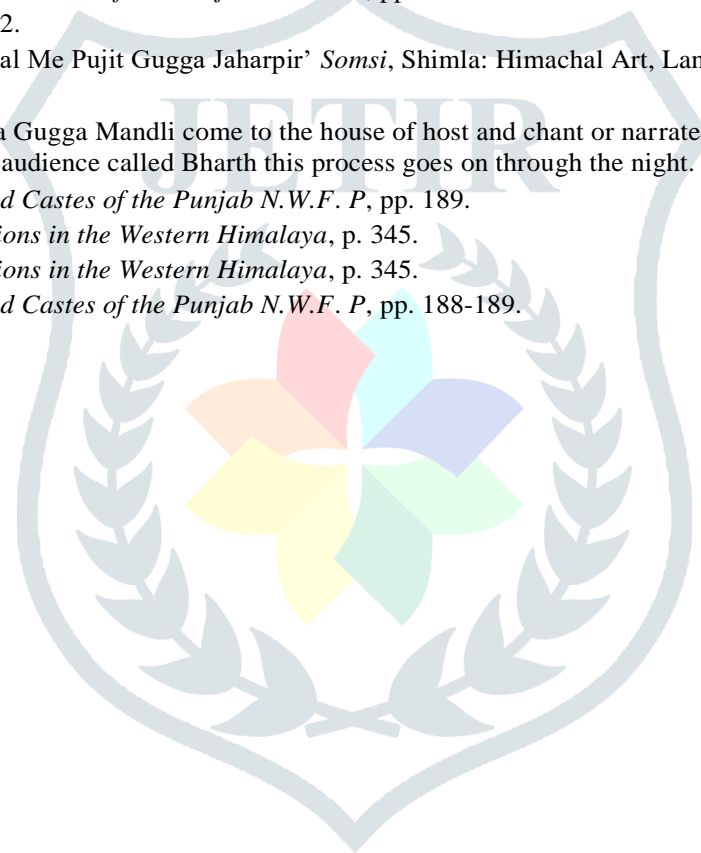 2.
al Me Pujit Gugga Jaharpir’ Somsi, Shimla: Himachal Art, Lan
JETIR
a Gugga Mandli come to the house of host and chant or narrate
audience called Bharth this process goes on through the night.
d Castes of the Punjab N.W.F. P, pp. 189.
ions in the Western Himalaya, p. 345.
ions in the Western Himalaya, p. 345.
d Castes of the Punjab N.W.F. P, pp. 188-189.